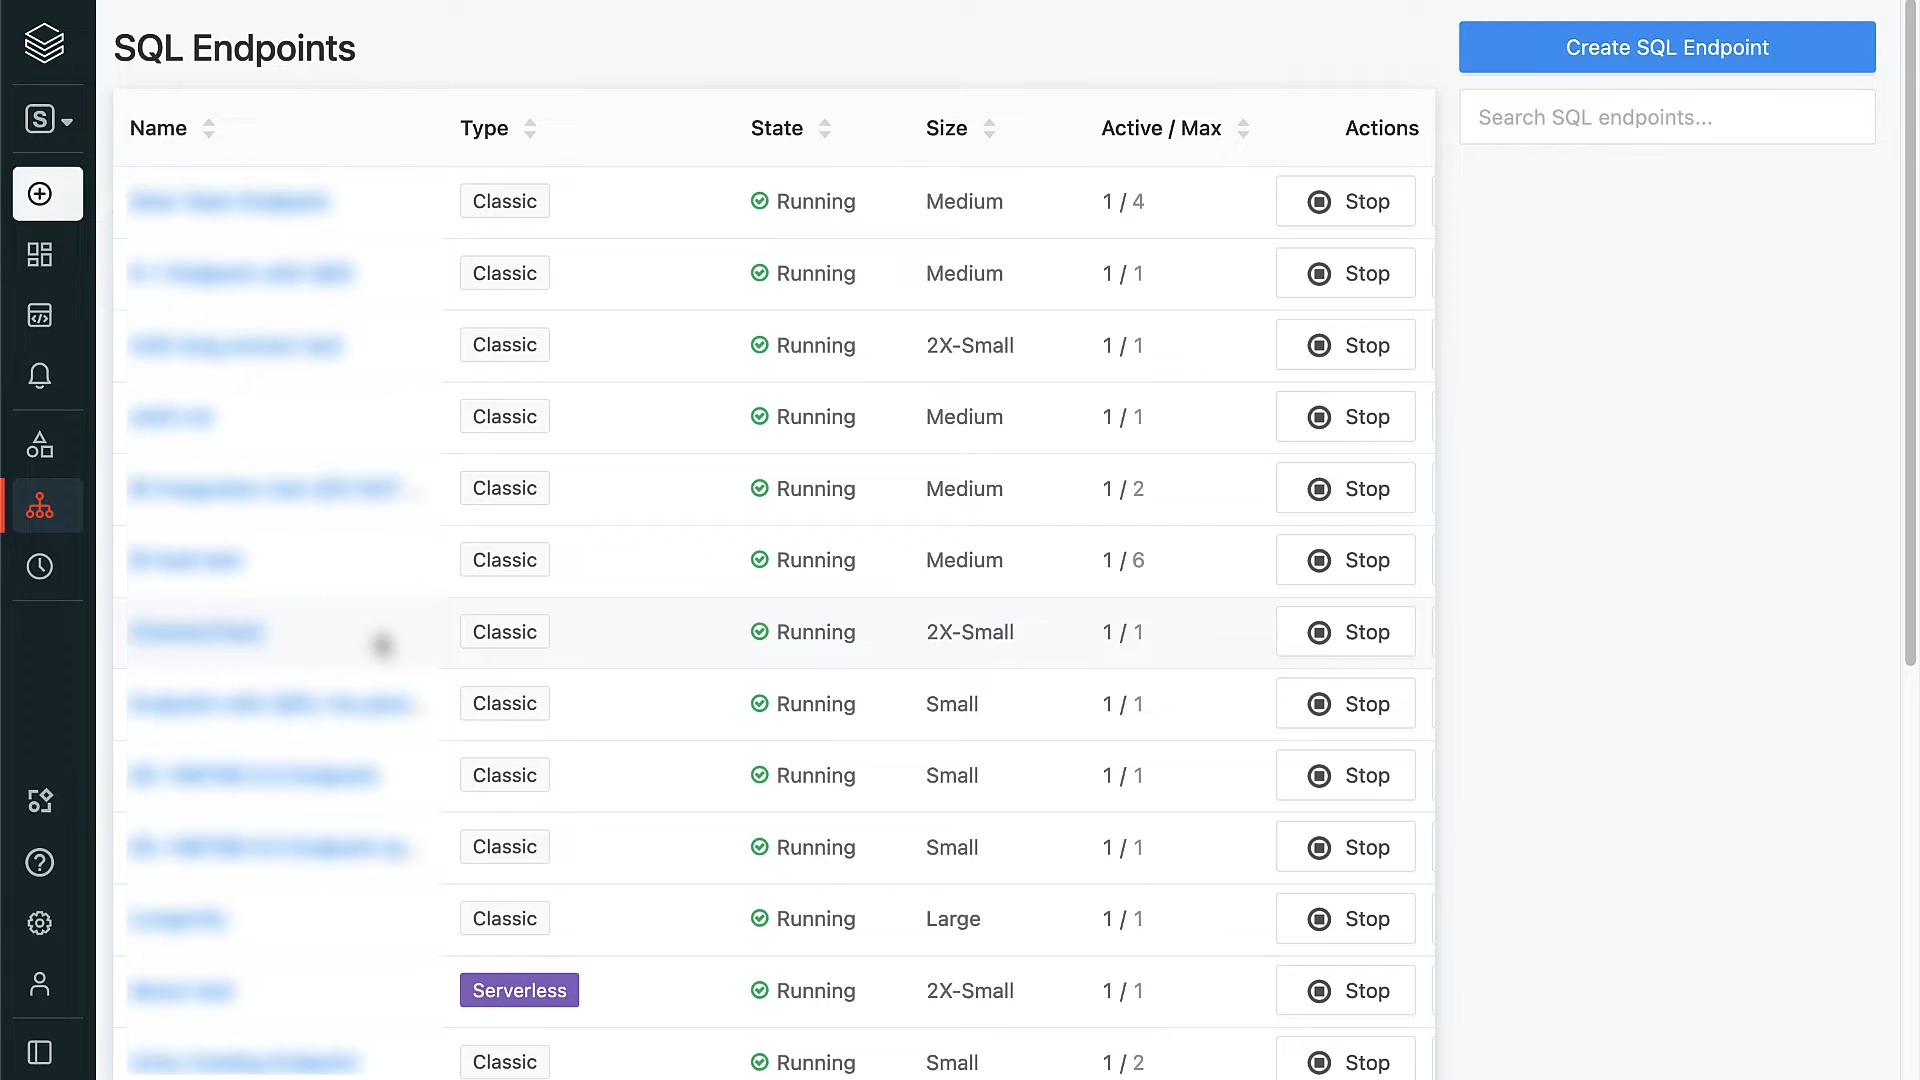 SQL Endpoints
Create SQL Endpoint
Search SQL endpoints...
S
Name Type State Size Active / Max Actions
Classic Running Medium 1 / 4 Stop
Classic Running Medium 1 / 1 Stop
Classic Running 2X-Small 1 / 1 Stop
Classic Running Medium 1 / 1 Stop
Classic Running Medium 1 / 2 Stop
Classic Running Medium 1 / 6 Stop
Classic Running 2X-Small 1 / 1 Stop
Classic Running Small 1 / 1 Stop
Classic Running Small 1 / 1 Stop
Classic Running Small 1 / 1 Stop
Classic Running Large 1 / 1 Stop
Serverless Running 2X-Small 1 / 1 Stop
Classic Running Small 1 / 2 Stop